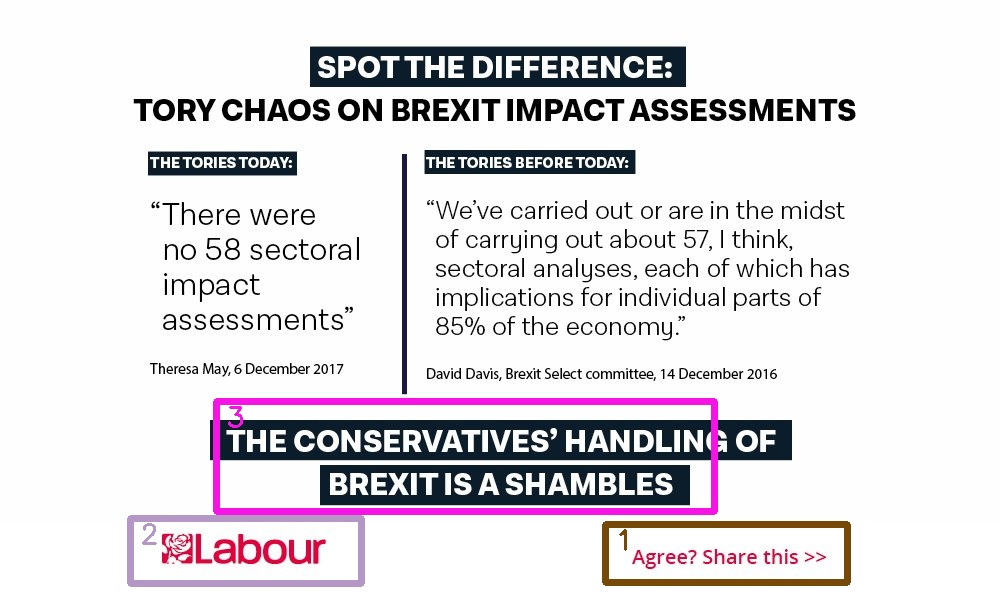 SPOT THE DIFFERENCE:
TORY CHAOS ON BREXIT IMPACT ASSESSMENTS
THE TORIES TODAY:
“There were
no 58 sectoral
impact
assessments”
Theresa May, 6 December 2017
THE TORIES BEFORE TODAY:
“We’ve carried out or are in the midst
of carrying out about 57, I think,
sectoral analyses, each of which has
implications for individual parts of
85% of the economy.”
David Davis, Brexit Select committee, 14 December 2016
3
THE CONSERVATIVES’ HANDLING OF
BREXIT IS A SHAMBLES
2
Labour
1
Agree? Share this >>